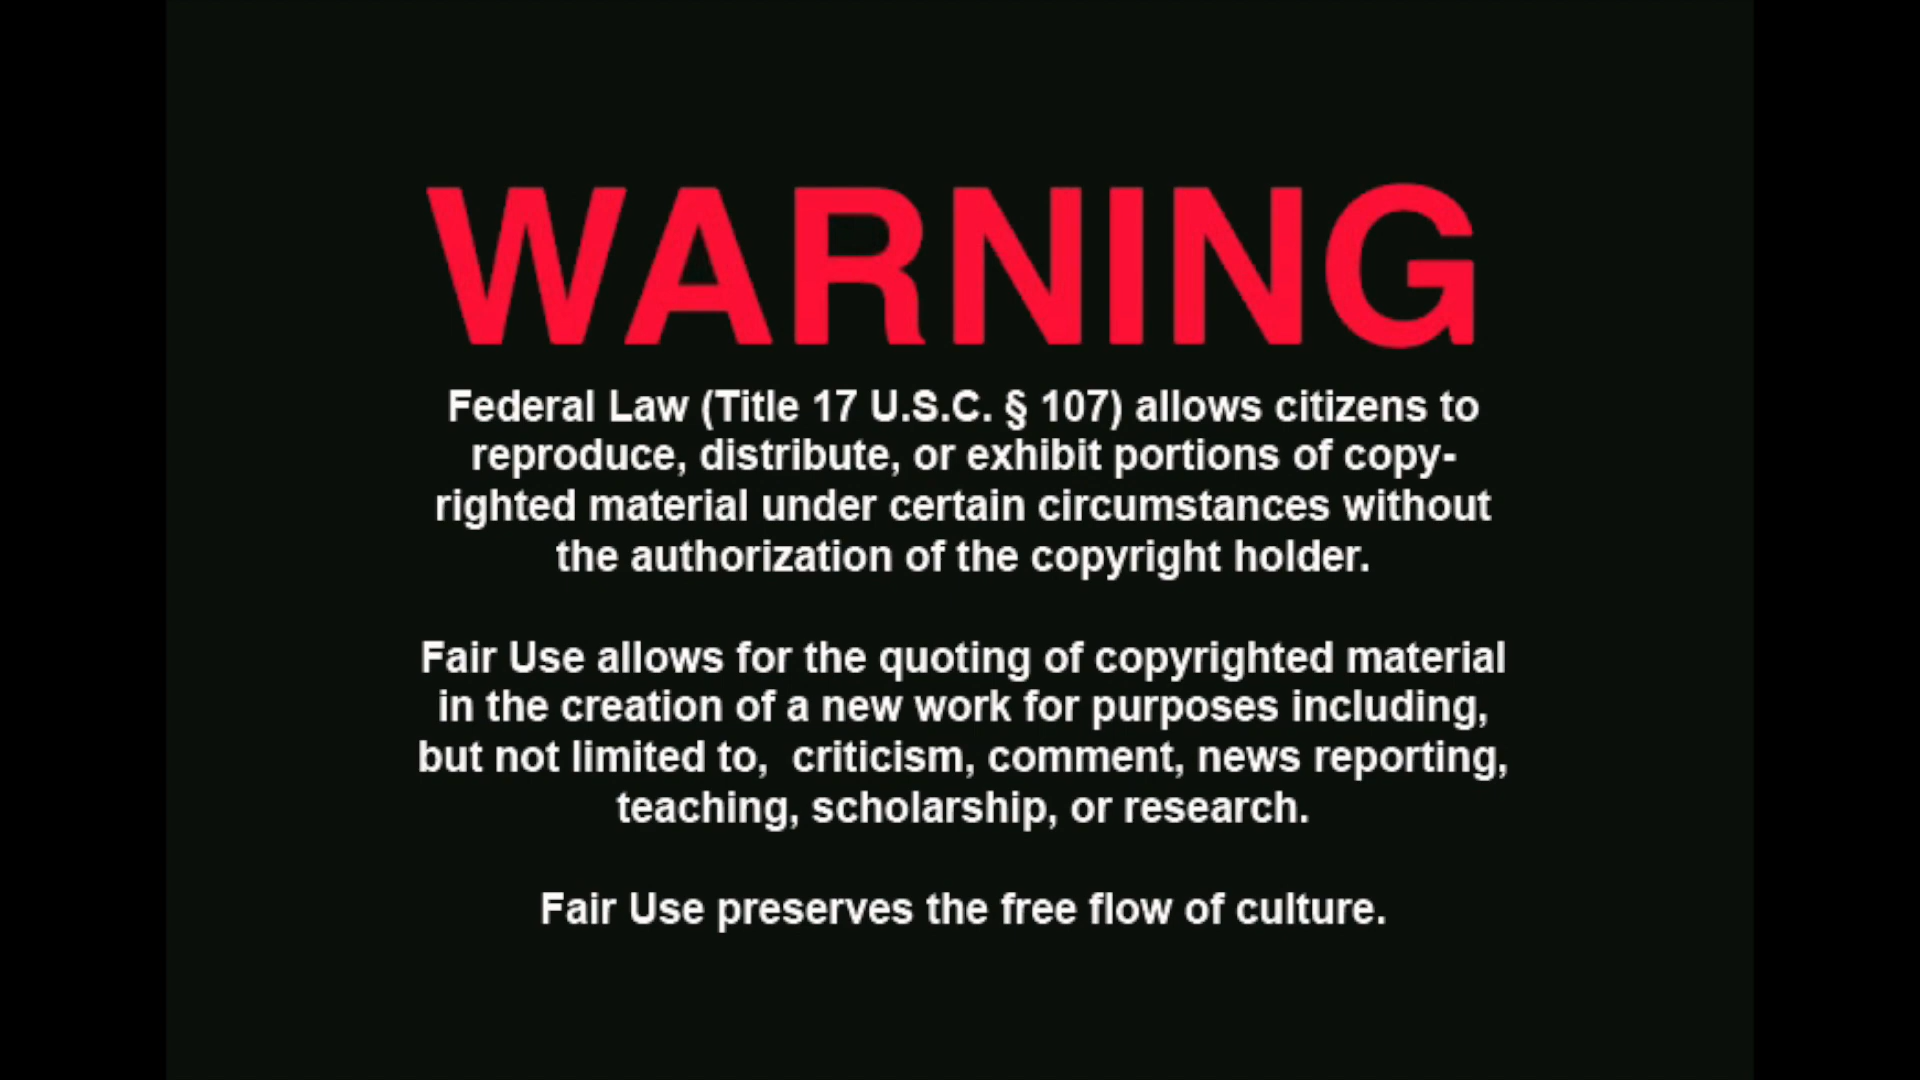 WARNING
Federal Law (Title 17 U.S.C. § 107) allows citizens to
reproduce, distribute, or exhibit portions of copy-
righted material under certain circumstances without
the authorization of the copyright holder.
Fair Use allows for the quoting of copyrighted material
in the creation of a new work for purposes including,
but not limited to,  criticism, comment, news reporting,
teaching, scholarship, or research.
Fair Use preserves the free flow of culture.